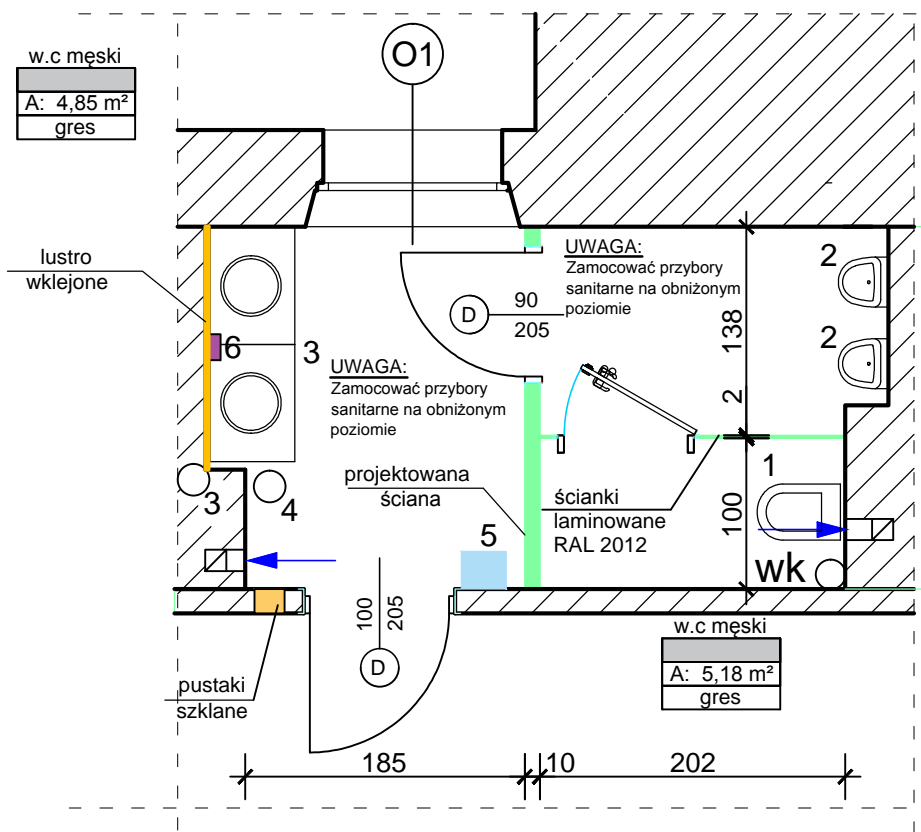 O1
w.c męski
A: 4,85 m²
gres
lustro
wklejone
UWAGA:
Zamocować przybory
sanitarne na obniżonym
poziomie
2
D
90
205
138
2
6
3
UWAGA:
Zamocować przybory
sanitarne na obniżonym
poziomie
2
projektowana
ściana
3
4
ścianki
laminowane
RAL 2012
1
100
5
wk
100
205
D
pustaki
szklane
w.c męski
A: 5,18 m²
gres
185
10
202